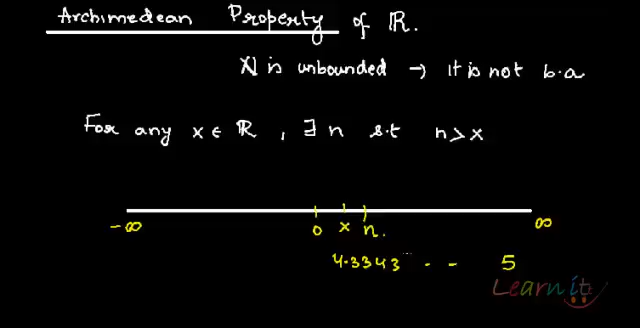 Archimedean Property of ℝ.
ℕ is unbounded → it is not b.a
For any x ∈ ℝ, ∃ n s.t n > x
-∞ 0 x n. ∞
4.3343 - - 5
Learnit